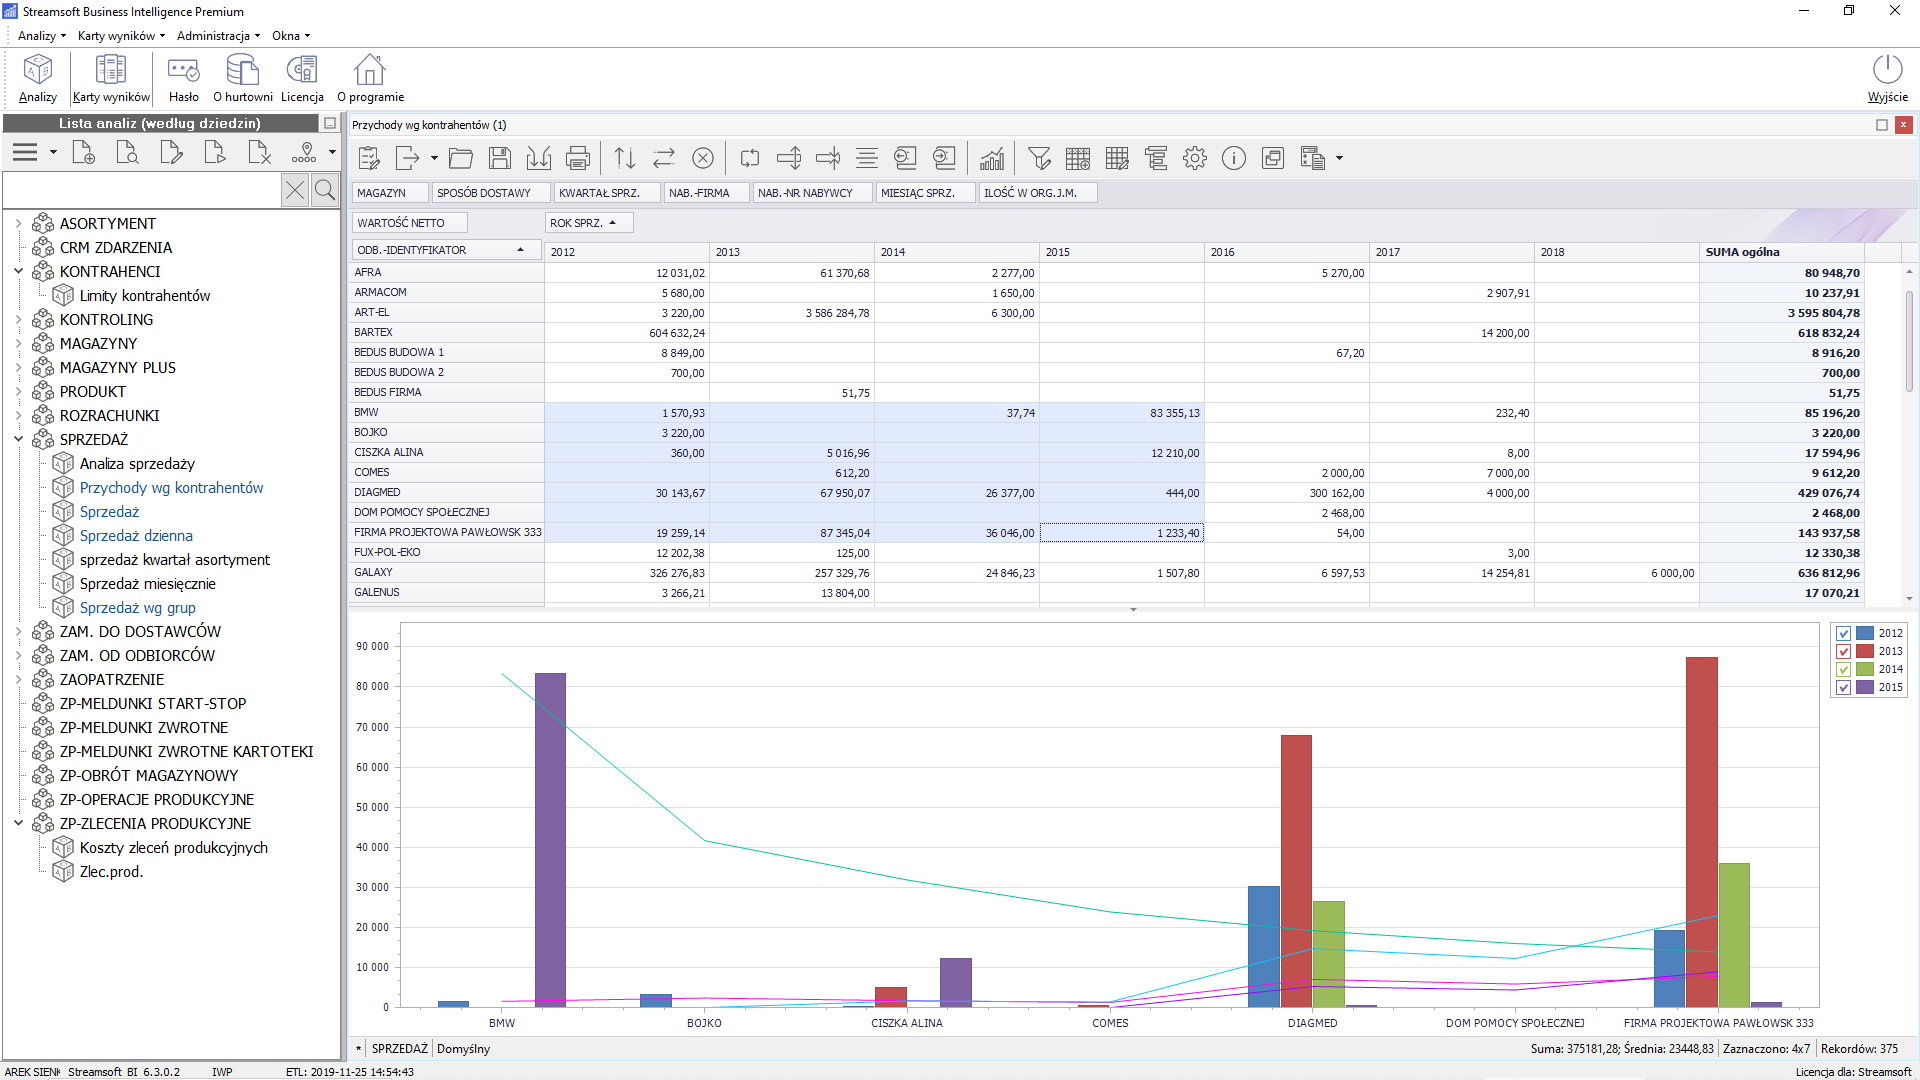 Streamsoft Business Intelligence Premium
Analizy Karty wyników Administracja Okna
Analizy Karty wyników Hasło O hurtowni Licencja O programie Wyjście
Lista analiz (według dziedzin)
ASORTYMENT
CRM ZDARZENIA
KONTRAHENCI
Limity kontrahentów
KONTROLING
MAGAZYNY
MAGAZYNY PLUS
PRODUKT
ROZRACHUNKI
SPRZEDAŻ
Analiza sprzedaży
Przychody wg kontrahentów
Sprzedaż
Sprzedaż dzienna
sprzedaż kwartał asortyment
Sprzedaż miesięcznie
Sprzedaż wg grup
ZAM. DO DOSTAWCÓW
ZAM. OD ODBIORCÓW
ZAOPATRZENIE
ZP-MELDUNKI START-STOP
ZP-MELDUNKI ZWROTNE
ZP-MELDUNKI ZWROTNE KARTOTEKI
ZP-OBRÓT MAGAZYNOWY
ZP-OPERACJE PRODUKCYJNE
ZP-ZLECENIA PRODUKCYJNE
Koszty zleceń produkcyjnych
Zlec.prod.
Przychody wg kontrahentów (1)
MAGAZYN SPOSÓB DOSTAWY KWARTAŁ SPRZ. NAB.-FIRMA NAB.-NR NABYWCY MIESIĄC SPRZ. ILOŚĆ W ORG.J.M.
WARTOŚĆ NETTO ROK SPRZ.
ODB.-IDENTYFIKATOR 2012 2013 2014 2015 2016 2017 2018 SUMA ogólna
AFRA 12 031,02 61 370,68 2 277,00 5 270,00 80 948,70
ARMACOM 5 680,00 1 650,00 2 907,91 10 237,91
ART-EL 3 220,00 3 586 284,78 6 300,00 3 595 804,78
BARTEX 604 632,24 14 200,00 618 832,24
BEDUS BUDOWA 1 8 849,00 67,20 8 916,20
BEDUS BUDOWA 2 700,00 700,00
BEDUS FIRMA 51,75 51,75
BMW 1 570,93 37,74 83 355,13 232,40 85 196,20
BOJKO 3 220,00 3 220,00
CISZKA ALINA 360,00 5 016,96 12 210,00 8,00 17 594,96
COMES 612,20 2 000,00 7 000,00 9 612,20
DIAGMED 30 143,67 67 950,07 26 377,00 444,00 300 162,00 4 000,00 429 076,74
DOM POMOCY SPOŁECZNEJ 2 468,00 2 468,00
FIRMA PROJEKTOWA PAWŁOWSK 333 19 259,14 87 345,04 36 046,00 1 233,40 54,00 143 937,58
FUX-POL-EKO 12 202,38 125,00 3,00 12 330,38
GALAXY 326 276,83 257 329,76 24 846,23 1 507,80 6 597,53 14 254,81 6 000,00 636 812,96
GALENUS 3 266,21 13 804,00 17 070,21
90 000
80 000
70 000
60 000
50 000
40 000
30 000
20 000
10 000
0
BMW BOJKO CISZKA ALINA COMES DIAGMED DOM POMOCY SPOŁECZNEJ FIRMA PROJEKTOWA PAWŁOWSK 333
2012
2013
2014
2015
* SPRZEDAŻ Domyślny Suma: 375181,28; Średnia: 23448,83 Zaznaczono: 4x7 Rekordów: 375
AREK Streamsoft BI 6.3.0.2 IWP ETL: 2019-11-25 14:54:43 Licencja dla: Streamsoft